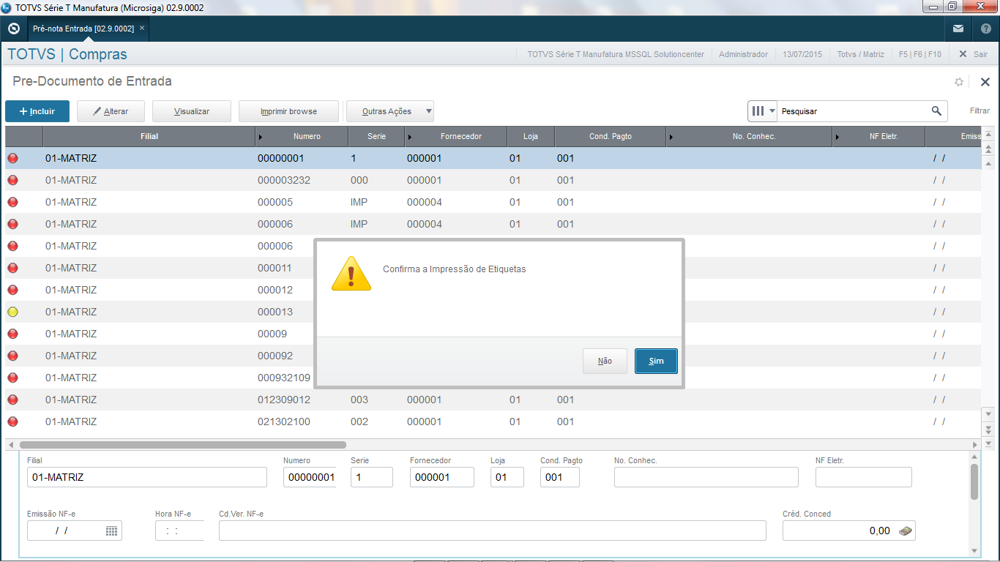 TOTVS Série T Manufatura (Microsiga) 02.9.0002
Pré-nota Entrada [02.9.0002]
TOTVS | Compras
TOTVS Série T Manufatura MSSQL Solutioncenter Administrador 13/07/2015 Totvs / Matriz F5 | F6 | F10 Sair
Pre-Documento de Entrada
+ Incluir Alterar Visualizar Imprimir browse Outras Ações Pesquisar Filtrar
Filial Numero Serie Fornecedor Loja Cond. Pagto No. Conhec. NF Eletr. Emiss
01-MATRIZ 00000001 1 000001 01 001 / /
01-MATRIZ 000003232 000 000001 01 001 / /
01-MATRIZ 000005 IMP 000004 01 001 / /
01-MATRIZ 000006 IMP 000004 01 001 / /
01-MATRIZ 000006 / /
01-MATRIZ 000011 / /
01-MATRIZ 000012 / /
01-MATRIZ 000013 / /
01-MATRIZ 00009 / /
01-MATRIZ 000092 / /
01-MATRIZ 000932109 / /
01-MATRIZ 012309012 003 000001 01 001 / /
01-MATRIZ 021302100 002 000001 01 001 / /
Confirma a Impressão de Etiquetas
Não Sim
Filial Numero Serie Fornecedor Loja Cond. Pagto No. Conhec. NF Eletr.
01-MATRIZ 00000001 1 000001 01 001
Emissão NF-e Hora NF-e Cd.Ver. NF-e Créd. Conced
/ / : : 0,00